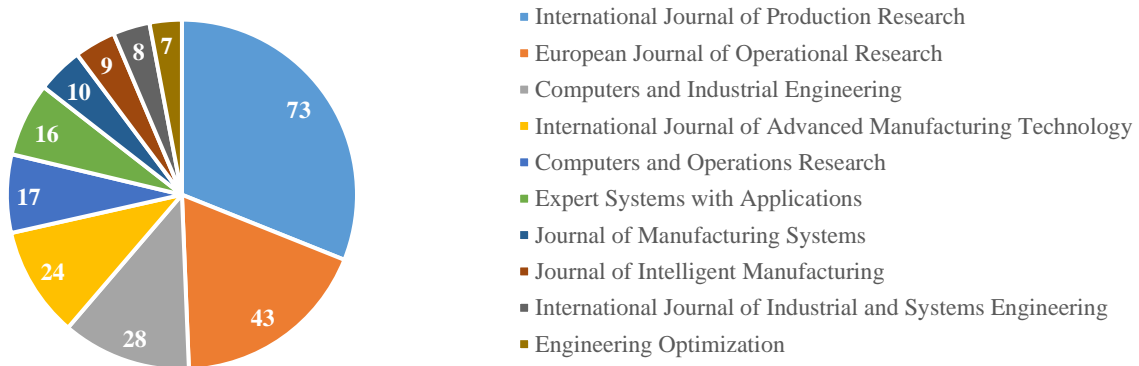 73
43
28
24
17
16
10
9
8
7
International Journal of Production Research
European Journal of Operational Research
Computers and Industrial Engineering
International Journal of Advanced Manufacturing Technology
Computers and Operations Research
Expert Systems with Applications
Journal of Manufacturing Systems
Journal of Intelligent Manufacturing
International Journal of Industrial and Systems Engineering
Engineering Optimization